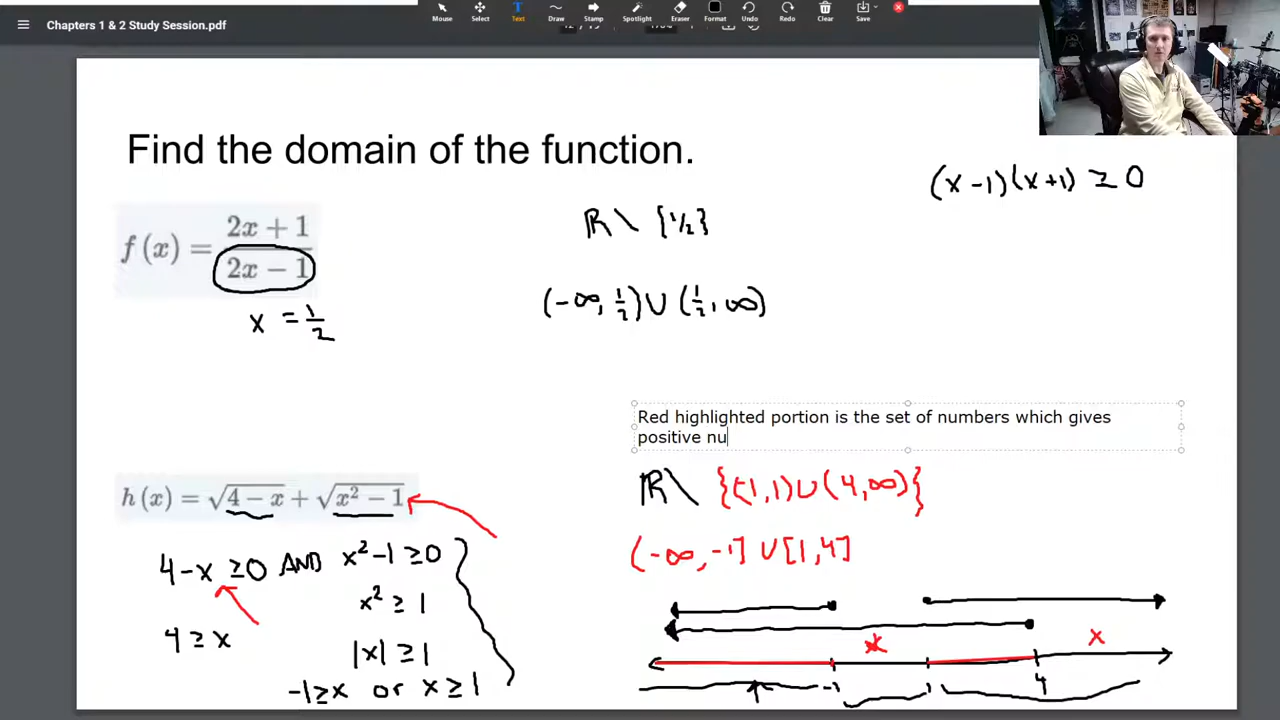 Mouse Select Text Draw Stamp Spotlight Eraser Format Undo Redo Clear Save
Chapters 1 & 2 Study Session.pdf
Find the domain of the function.
(x-1)(x+1) ≥ 0
f (x) = (2x + 1)/(2x − 1)
ℝ \ {1/2}
x = 1/2
(-∞, 1/2) ∪ (1/2, ∞)
Red highlighted portion is the set of numbers which gives
positive nu
h (x) = √(4 − x) + √(x² − 1)
ℝ \ {(-1,1)∪(4,∞)}
4-x ≥0 AND x²-1 ≥0
(-∞,-1] ∪ [1,4]
x² ≥ 1
4 ≥ x
|x| ≥ 1
x x
-1≥x or x≥1
-1 1 4